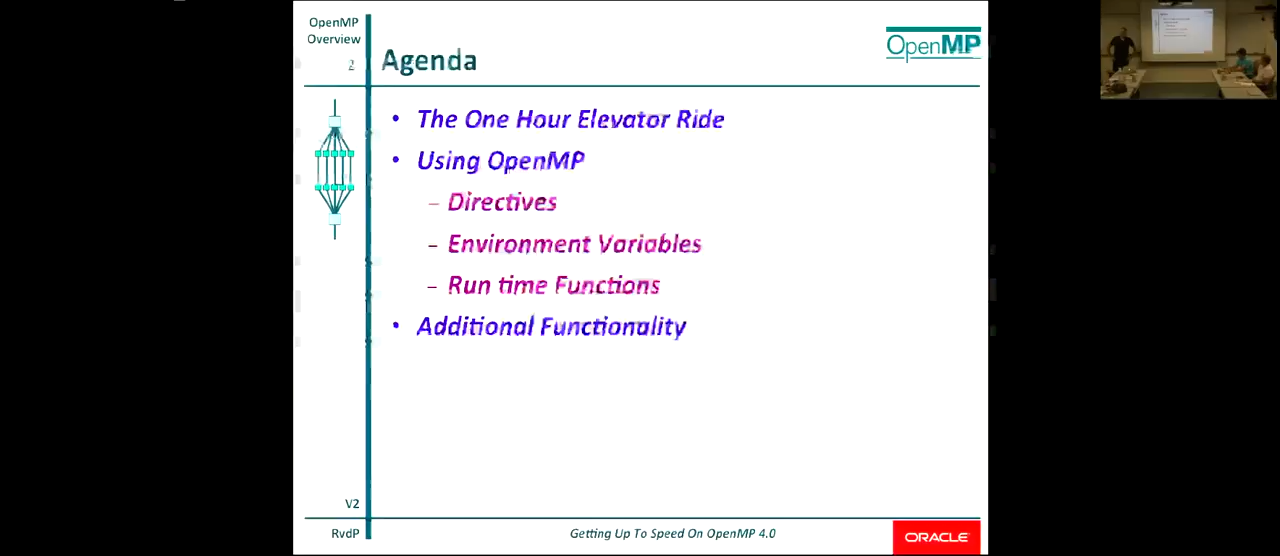 OpenMP
Overview
2
Agenda
OpenMP
• The One Hour Elevator Ride
• Using OpenMP
– Directives
– Environment Variables
– Run time Functions
• Additional Functionality
V2
RvdP
Getting Up To Speed On OpenMP 4.0
ORACLE